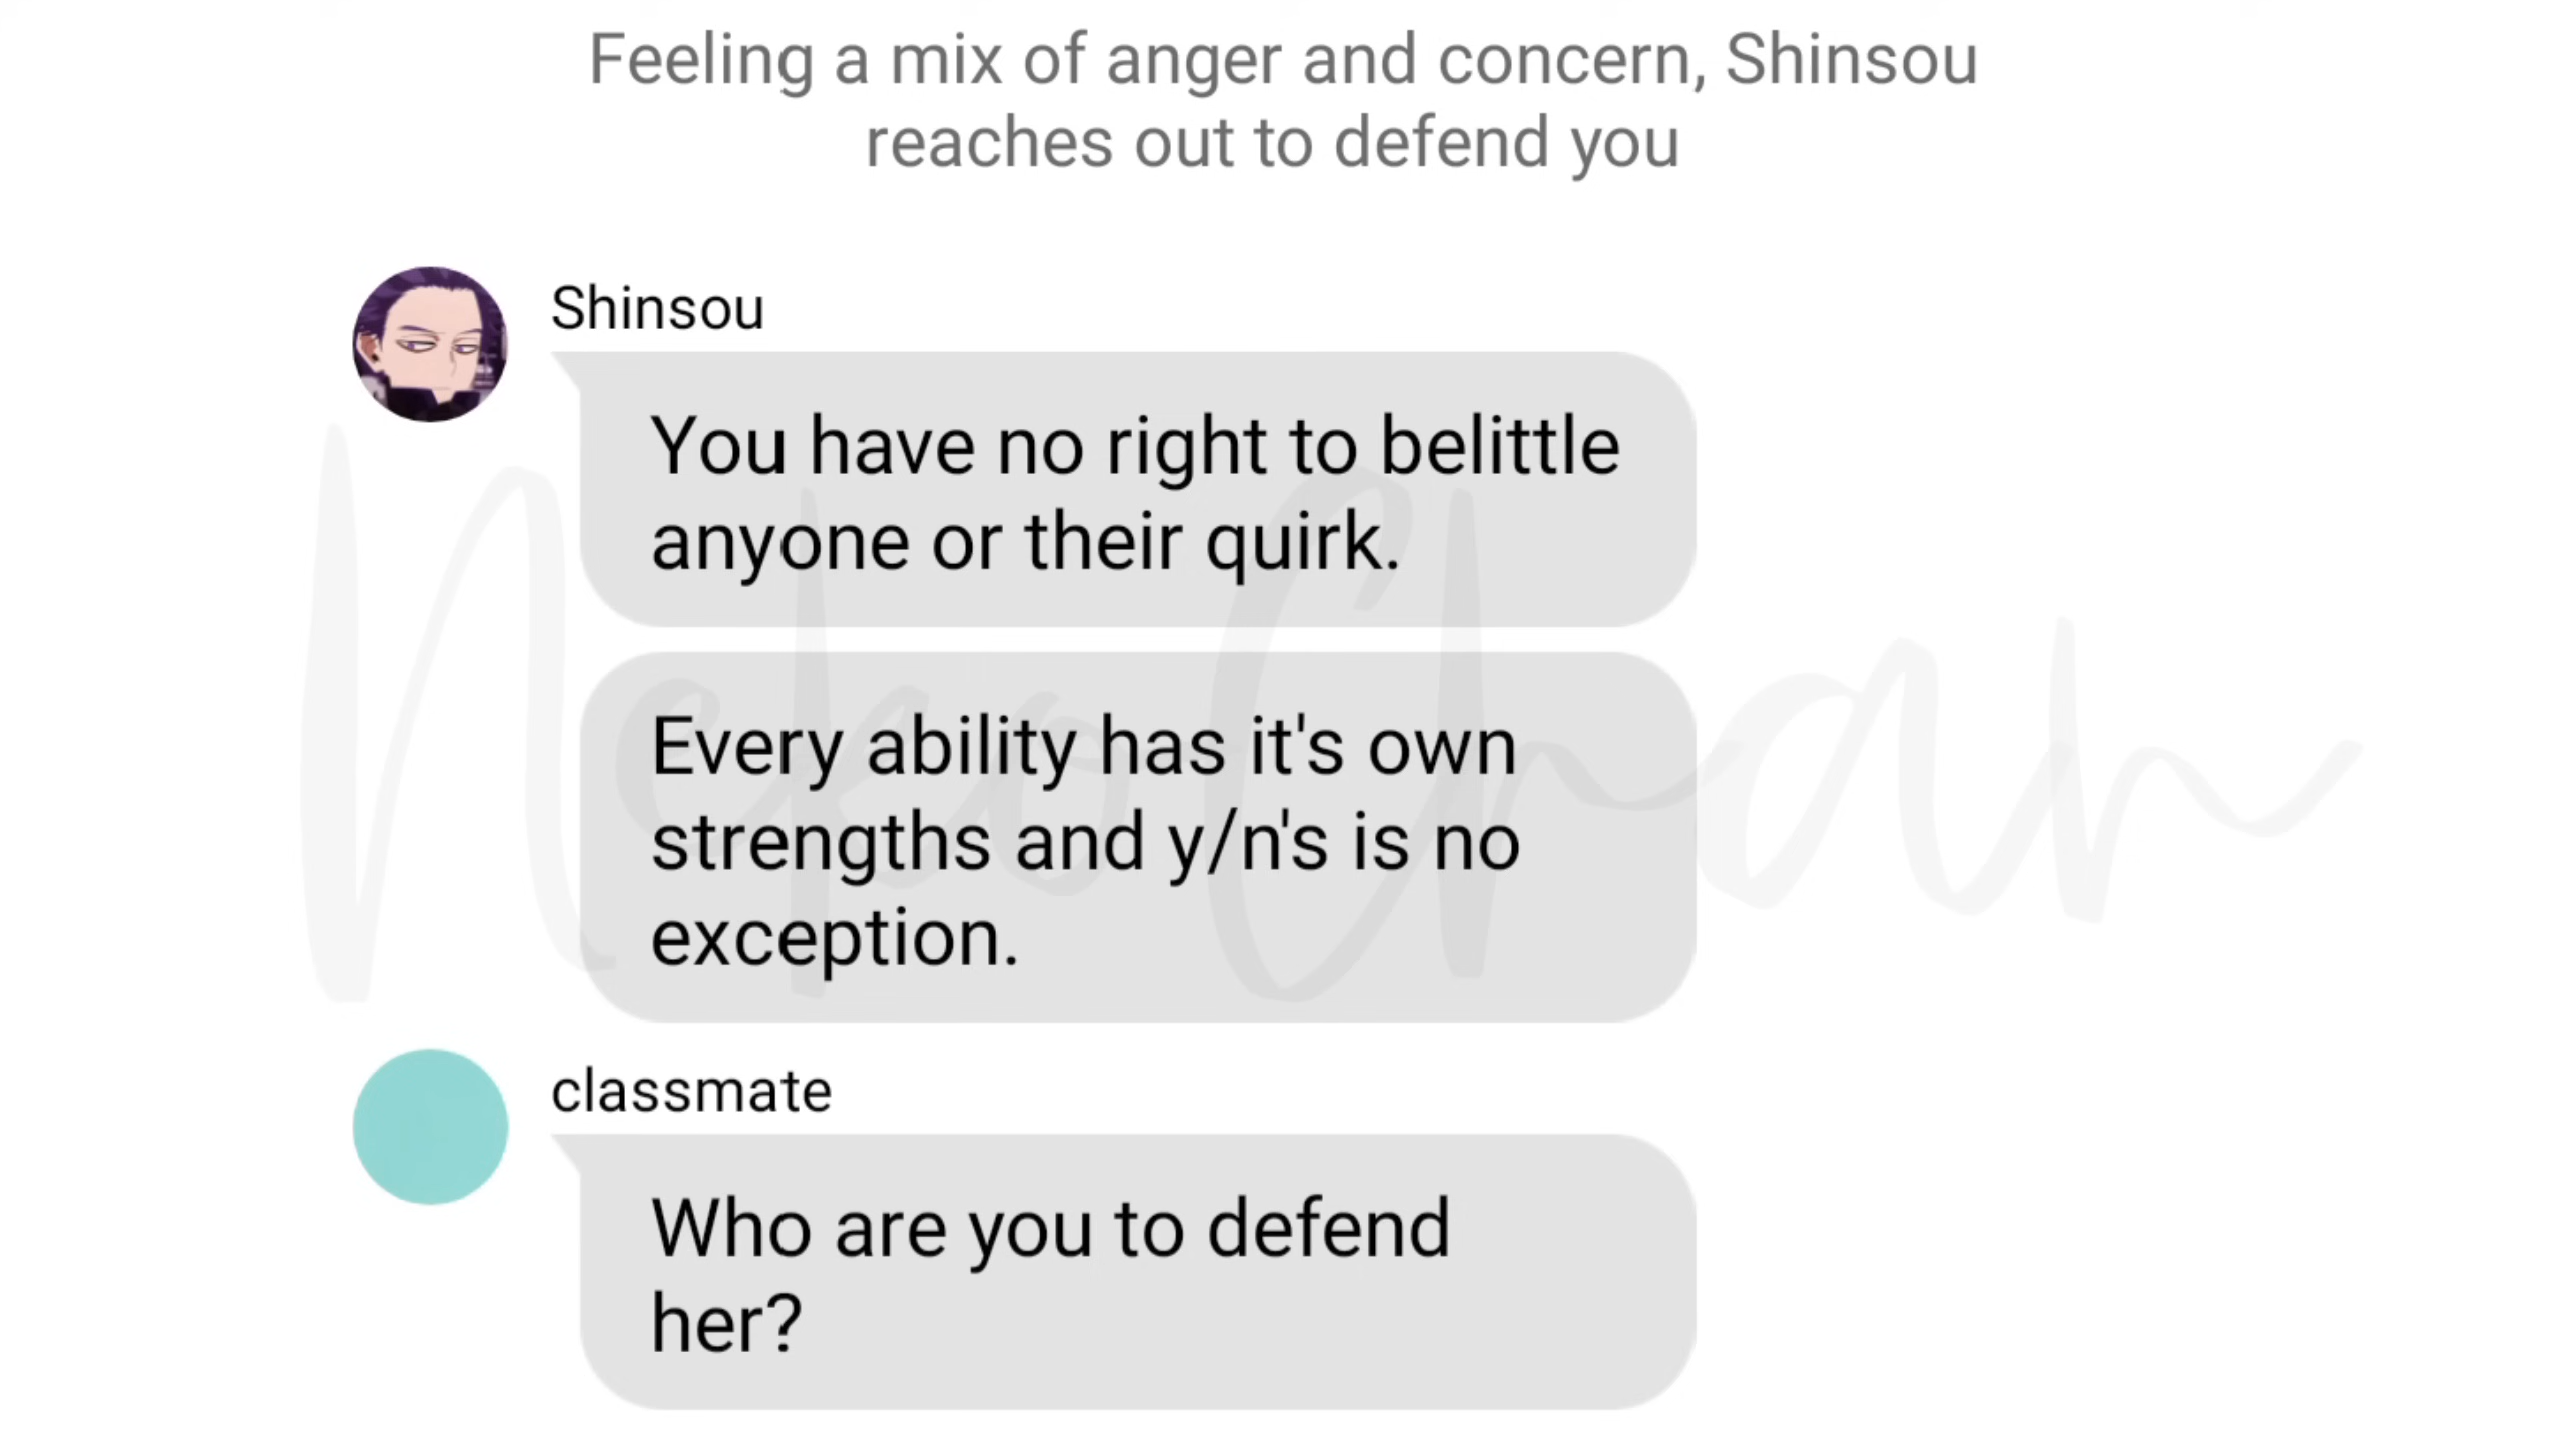 Feeling a mix of anger and concern, Shinsou
reaches out to defend you
Shinsou
You have no right to belittle
anyone or their quirk.
Every ability has it's own
strengths and y/n's is no
exception.
classmate
Who are you to defend
her?
Neko Chan